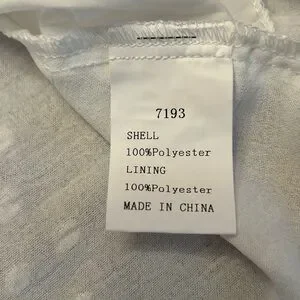 7193
SHELL
100%Polyester
LINING
100%Polyester
MADE IN CHINA